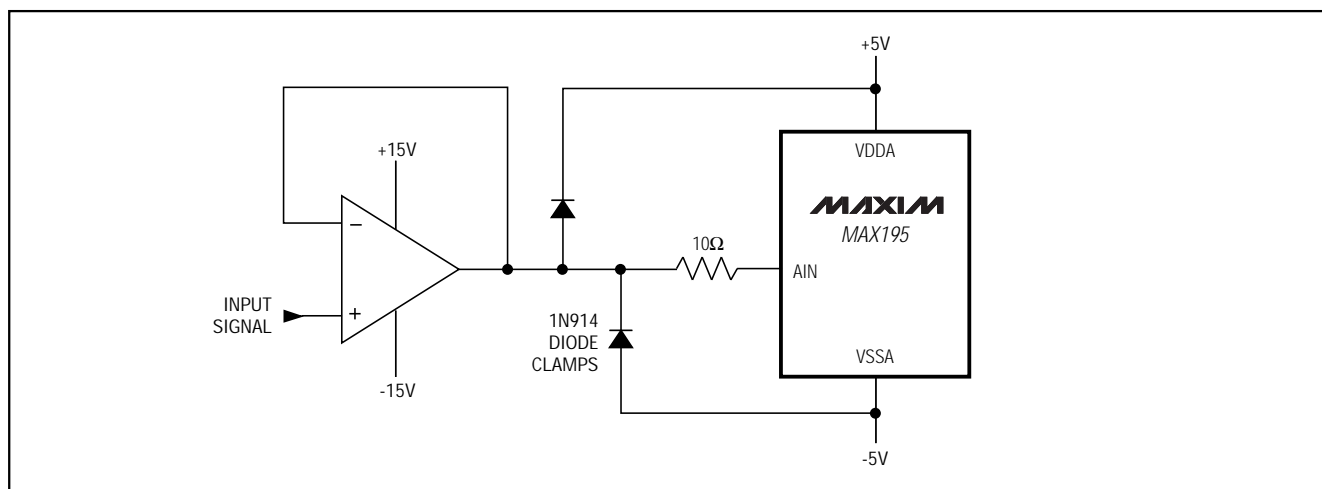 +5V
+15V
VDDA
MAXIM
MAX195
−
10Ω
AIN
INPUT
SIGNAL
+
1N914
DIODE
CLAMPS
VSSA
-15V
-5V